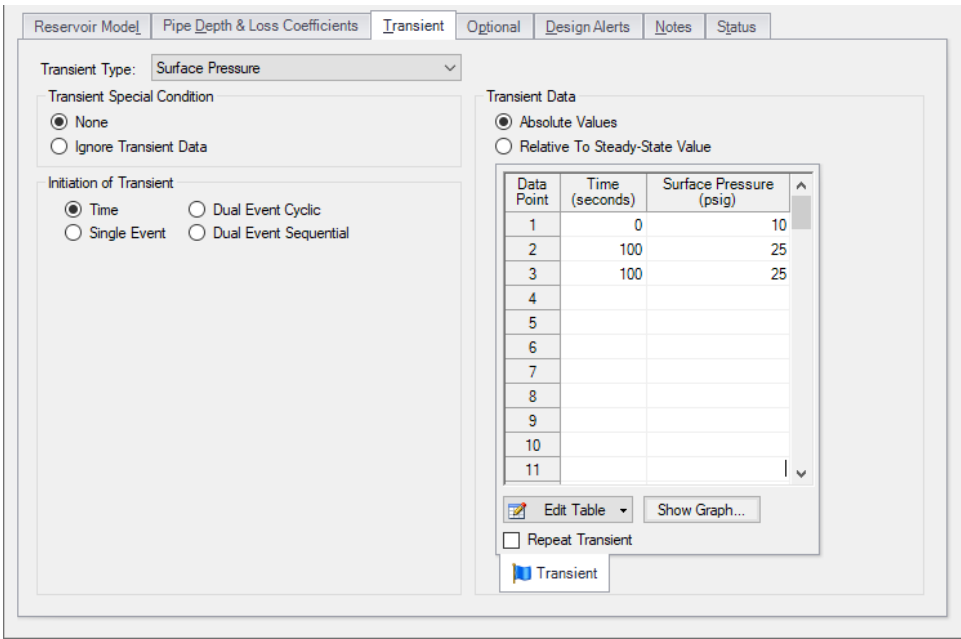 Reservoir Model
Pipe Depth & Loss Coefficients
Transient
Optional
Design Alerts
Notes
Status
Transient Type:
Surface Pressure
Transient Special Condition
None
Ignore Transient Data
Initiation of Transient
Time
Dual Event Cyclic
Single Event
Dual Event Sequential
Transient Data
Absolute Values
Relative To Steady-State Value
Data Point
Time (seconds)
Surface Pressure (psig)
1 0 10
2 100 25
3 100 25
4
5
6
7
8
9
10
11
Edit Table
Show Graph...
Repeat Transient
Transient